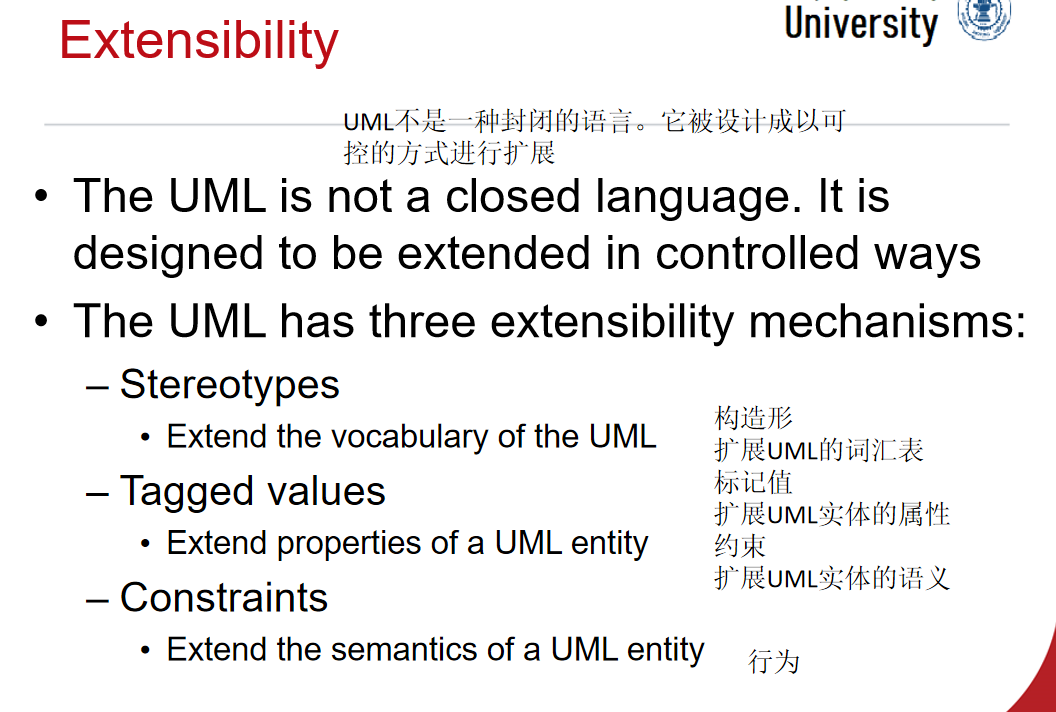 University
Extensibility
UML不是一种封闭的语言。它被设计成以可
控的方式进行扩展
• The UML is not a closed language. It is
designed to be extended in controlled ways
• The UML has three extensibility mechanisms:
– Stereotypes
• Extend the vocabulary of the UML
– Tagged values
• Extend properties of a UML entity
– Constraints
• Extend the semantics of a UML entity
构造形
扩展UML的词汇表
标记值
扩展UML实体的属性
约束
扩展UML实体的语义
行为